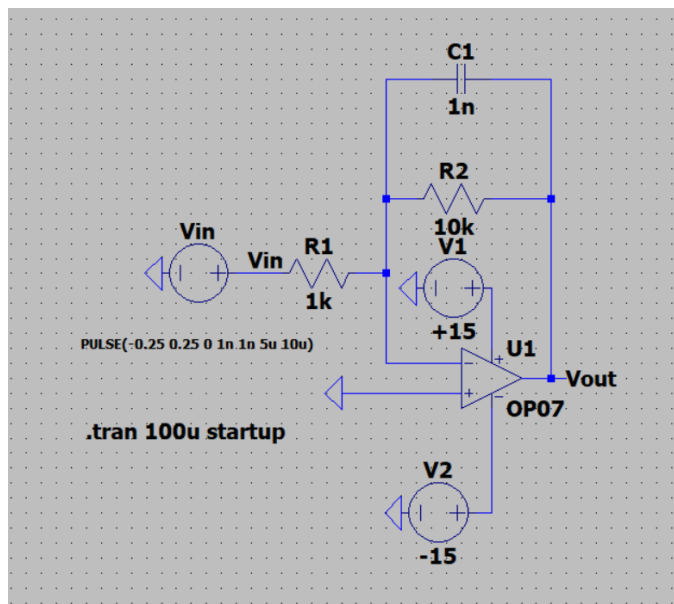 C1
1n
R2
10k
Vin
Vin
R1
1k
V1
+15
U1
PULSE(-0.25 0.25 0 1n 1n 5u 10u)
Vout
OP07
.tran 100u startup
V2
-15